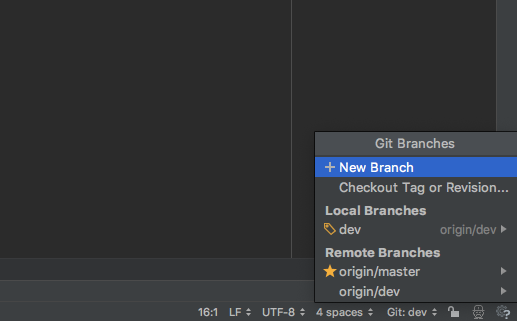 Git Branches
New Branch
Checkout Tag or Revision...
Local Branches
dev origin/dev
Remote Branches
origin/master
origin/dev
16:1 LF UTF-8 4 spaces Git: dev